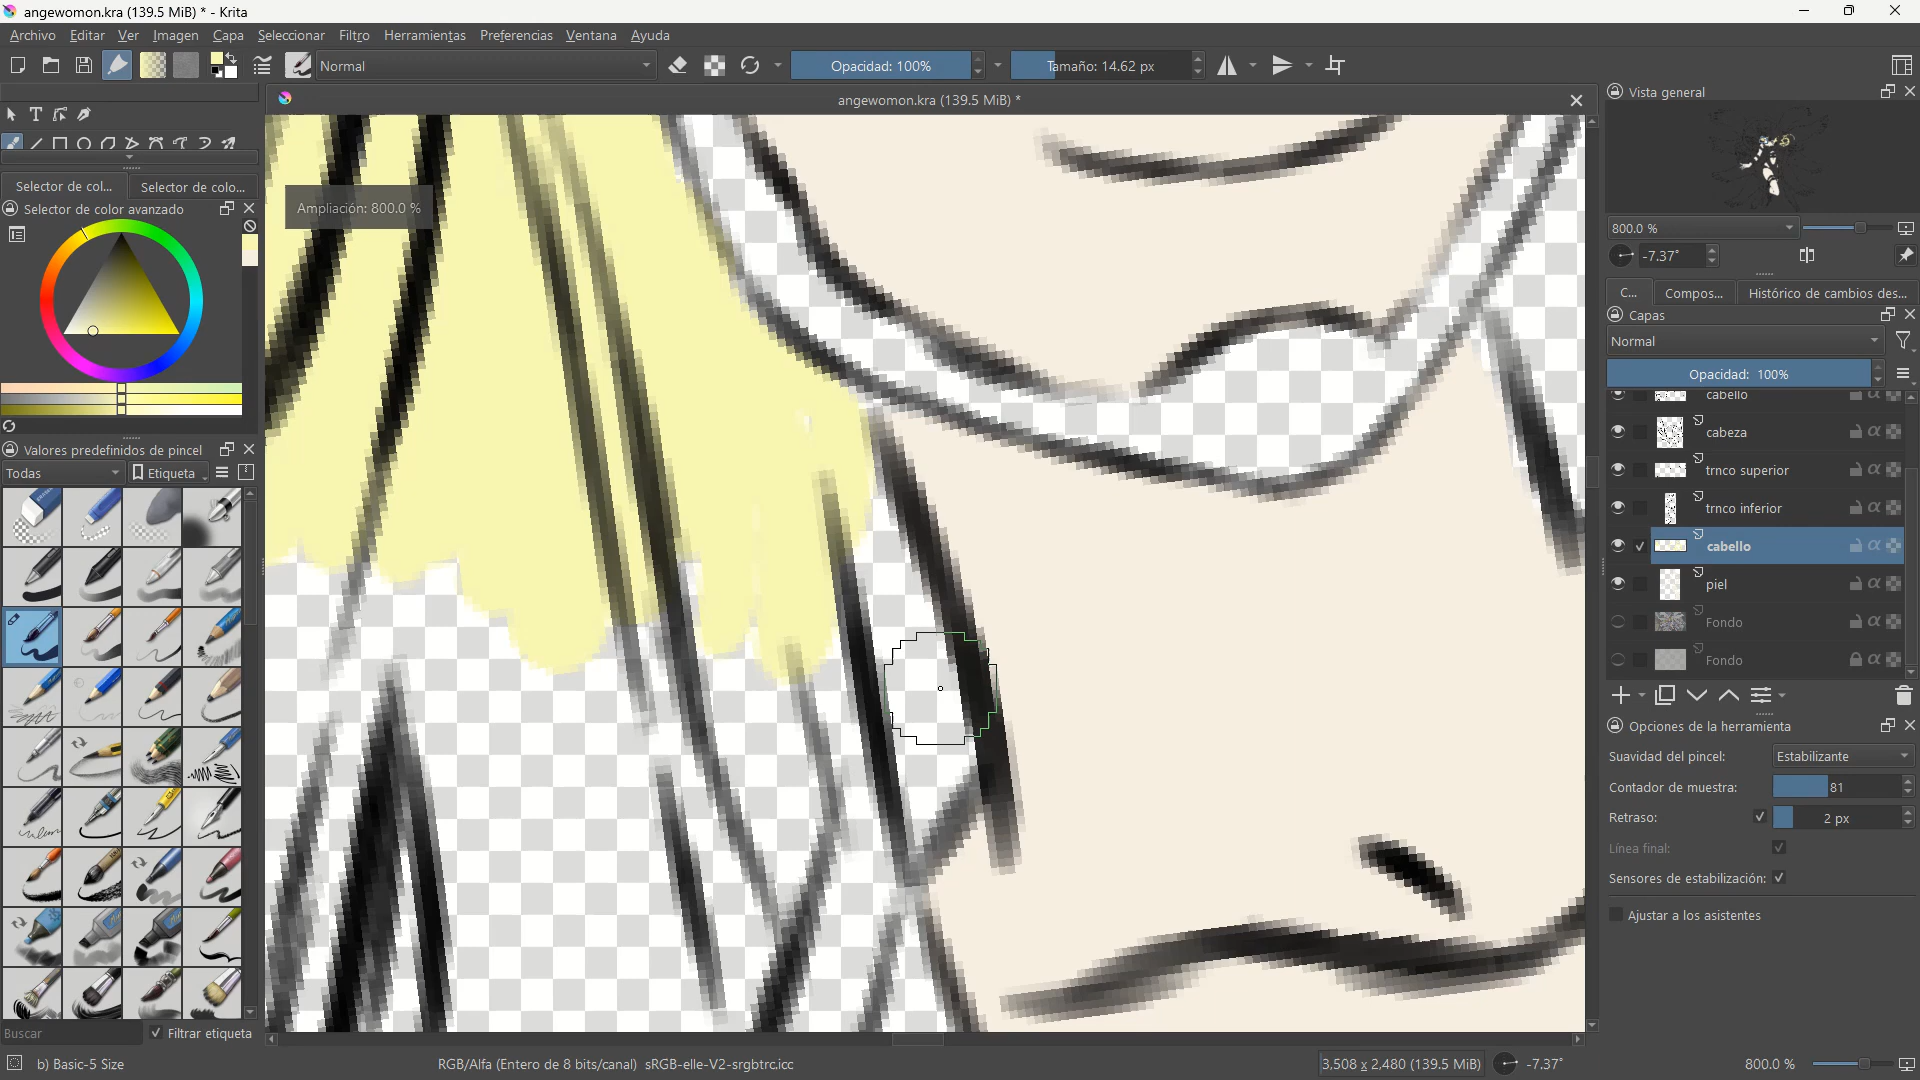 angewomon.kra (139.5 MiB) * - Krita
Archivo Editar Ver Imagen Capa Seleccionar Filtro Herramientas Preferencias Ventana Ayuda
Normal
Opacidad: 100%
Tamaño: 14.62 px
angewomon.kra (139.5 MiB) *
Vista general
Selector de col...
Selector de colo...
Selector de color avanzado
Ampliación: 800.0 %
800.0 %
-7.37°
C...
Compos...
Histórico de cambios des...
Capas
Normal
Opacidad: 100%
cabello
cabeza
trnco superior
trnco inferior
cabello
piel
Fondo
Fondo
Valores predefinidos de pincel
Todas
Etiqueta
Opciones de la herramienta
Suavidad del pincel:
Estabilizante
Contador de muestra:
81
Retraso:
2 px
Línea final:
Sensores de estabilización:
Ajustar a los asistentes
Buscar
Filtrar etiqueta
b) Basic-5 Size
RGB/Alfa (Entero de 8 bits/canal) sRGB-elle-V2-srgbtrc.icc
3,508 x 2,480 (139.5 MiB)
-7.37°
800.0 %